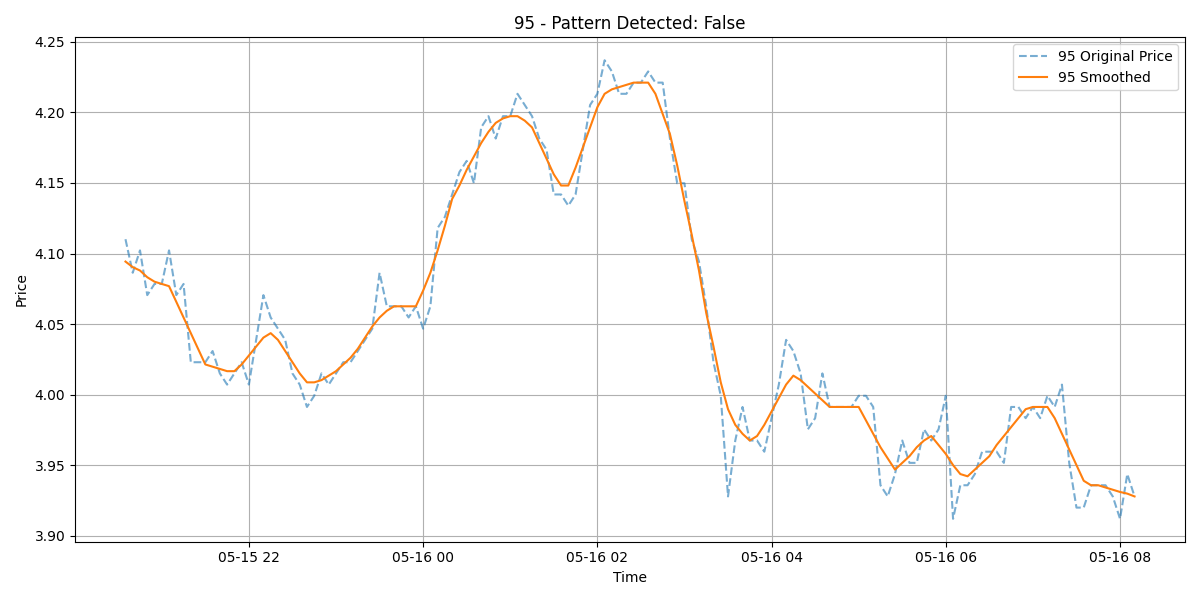 95 - Pattern Detected: False
4.25
4.20
4.15
4.10
4.05
4.00
3.95
3.90
Price
95 Original Price
95 Smoothed
05-15 22
05-16 00
05-16 02
05-16 04
05-16 06
05-16 08
Time